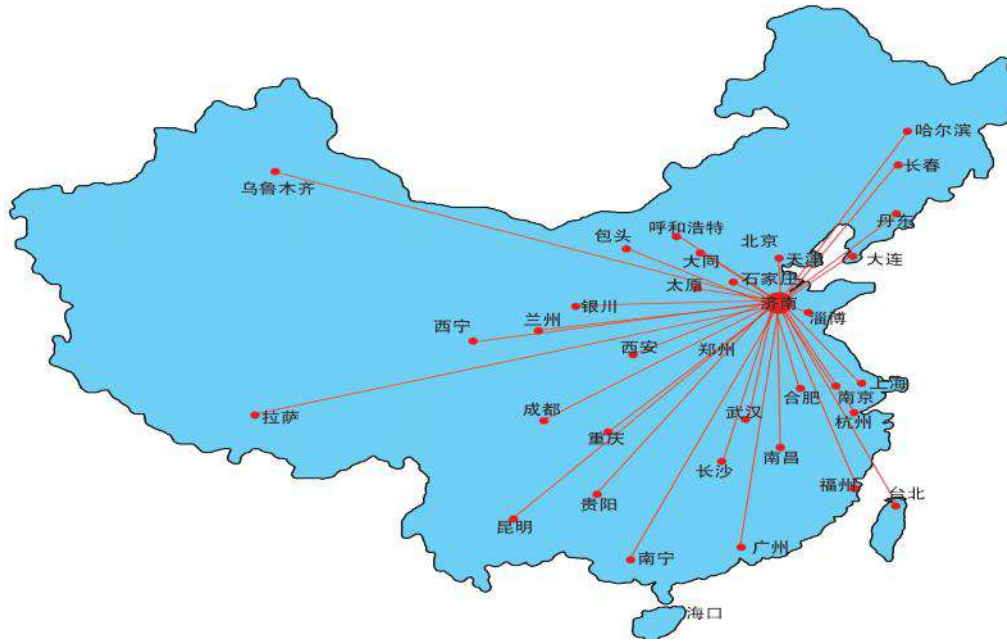 哈尔滨
长春
乌鲁木齐
丹东
呼和浩特
包头
北京
大同
天津
大连
石家庄
太原
济南
银川
淄博
兰州
西宁
西安
郑州
上海
南京
合肥
成都
武汉
拉萨
杭州
重庆
南昌
长沙
福州
台北
贵阳
昆明
广州
南宁
海口